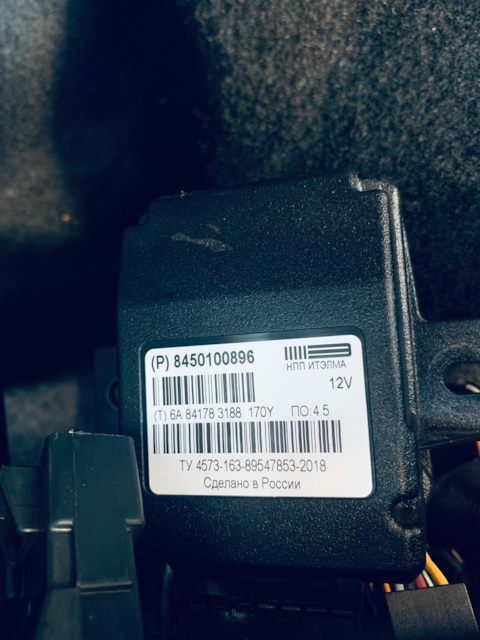 (P) 8450100896
НПП ИТЭЛМА
12V
(T) 6A 84178 3188 170Y ПО:4.5
ТУ 4573-163-89547853-2018
Сделано в России